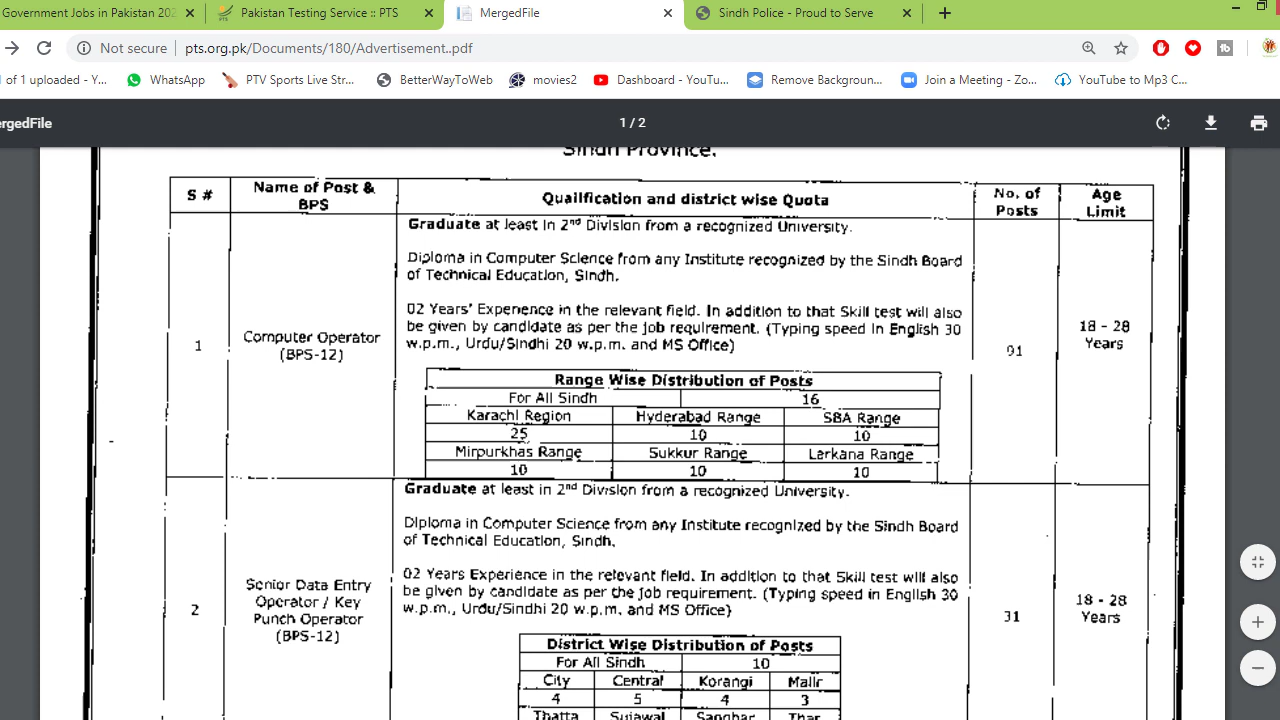 Government Jobs in Pakistan 202
Pakistan Testing Service :: PTS
MergedFile
Sindh Police - Proud to Serve
Not secure
pts.org.pk/Documents/180/Advertisement..pdf
of 1 uploaded - Y...
WhatsApp
PTV Sports Live Str...
BetterWayToWeb
movies2
Dashboard - YouTu...
Remove Backgroun...
Join a Meeting - Zo...
YouTube to Mp3 C...
ergedFile
1 / 2
Sindh Province.
S #
Name of Post &
BPS
Qualification and district wise Quota
No. of
Posts
Age
Limit
1
Computer Operator
(BPS-12)
Graduate at least in 2nd Division from a recognized University.
Diploma in Computer Science from any Institute recognized by the Sindh Board
of Technical Education, Sindh.
02 Years' Experience in the relevant field. In addition to that Skill test will also
be given by candidate as per the job requirement. (Typing speed in English 30
w.p.m., Urdu/Sindhi 20 w.p.m. and MS Office)
Range Wise Distribution of Posts
For All Sindh 16
Karachi Region Hyderabad Range SBA Range
25 10 10
Mirpurkhas Range Sukkur Range Larkana Range
10 10 10
91
18 - 28
Years
2
Senior Data Entry
Operator / Key
Punch Operator
(BPS-12)
Graduate at least in 2nd Division from a recognized University.
Diploma in Computer Science from any Institute recognized by the Sindh Board
of Technical Education, Sindh.
02 Years Experience in the relevant field. In addition to that Skill test will also
be given by candidate as per the job requirement. (Typing speed in English 30
w.p.m., Urdu/Sindhi 20 w.p.m. and MS Office)
District Wise Distribution of Posts
For All Sindh 10
City Central Korangi Malir
4 5 4 3
Thatta Sujawal Sanghar Thar
31
18 - 28
Years